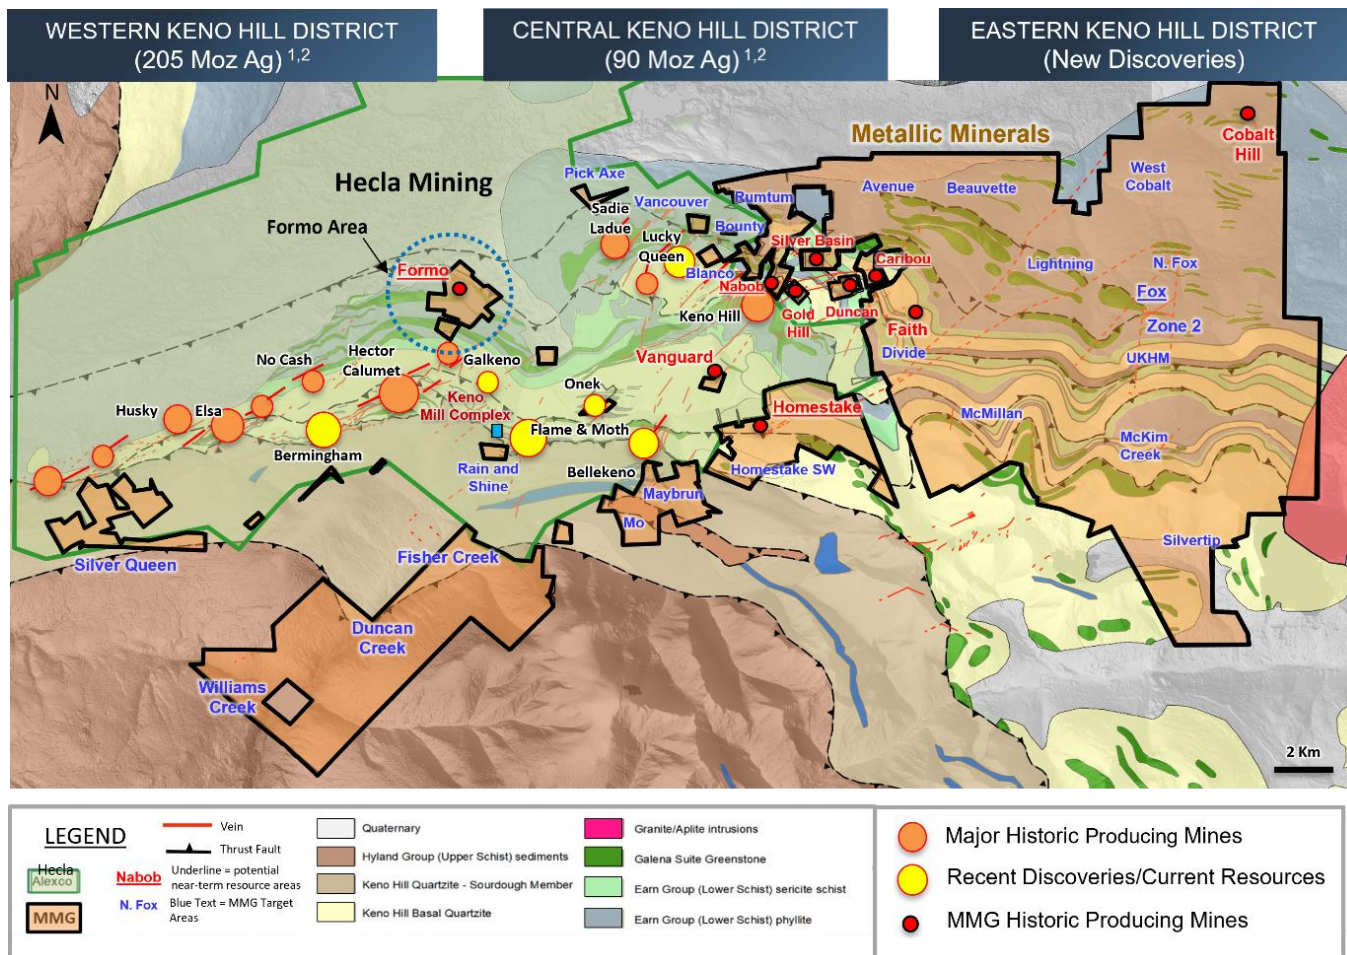 WESTERN KENO HILL DISTRICT
(205 Moz Ag) 1,2
CENTRAL KENO HILL DISTRICT
(90 Moz Ag) 1,2
EASTERN KENO HILL DISTRICT
(New Discoveries)
N
Metallic Minerals
Cobalt
Hill
Hecla Mining
Pick Axe
Sadie
Ladue
Vancouver
Rumtum
Avenue
Beauvette
West
Cobalt
Formo Area
Lucky
Queen
Bounty
Silver Basin
Formo
Blanco
Nabob
Caribou
Lightning
N. Fox
Fox
Keno Hill
Gold
Hill
Duncan
Faith
Zone 2
Divide
UKHM
No Cash
Hector
Calumet
Galkeno
Vanguard
Keno
Mill Complex
Onek
Husky
Elsa
Homestake
McMillan
Flame & Moth
McKim
Creek
Bermingham
Rain and
Shine
Bellekeno
Homestake SW
Maybrun
Mo
Silver Queen
Fisher Creek
Silvertip
Duncan
Creek
Williams
Creek
2 Km
LEGEND
Hecla
Alexco
MMG
Vein
Thrust Fault
Nabob
Underline = potential
near-term resource areas
N. Fox
Blue Text = MMG Target
Areas
Quaternary
Hyland Group (Upper Schist) sediments
Keno Hill Quartzite - Sourdough Member
Keno Hill Basal Quartzite
Granite/Aplite intrusions
Galena Suite Greenstone
Earn Group (Lower Schist) sericite schist
Earn Group (Lower Schist) phyllite
Major Historic Producing Mines
Recent Discoveries/Current Resources
MMG Historic Producing Mines